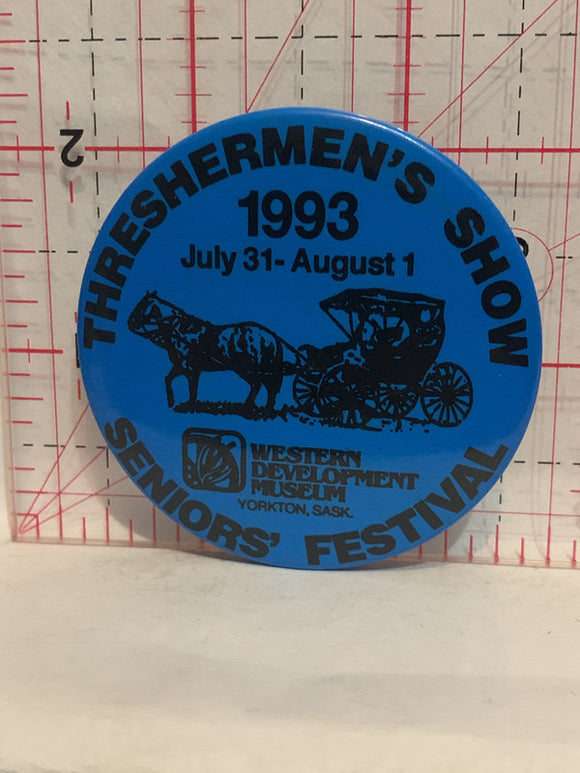 THRESHERMEN'S SHOW
1993
July 31 - August 1
WESTERN
DEVELOPMENT
MUSEUM
YORKTON, SASK.
SENIORS' FESTIVAL
2